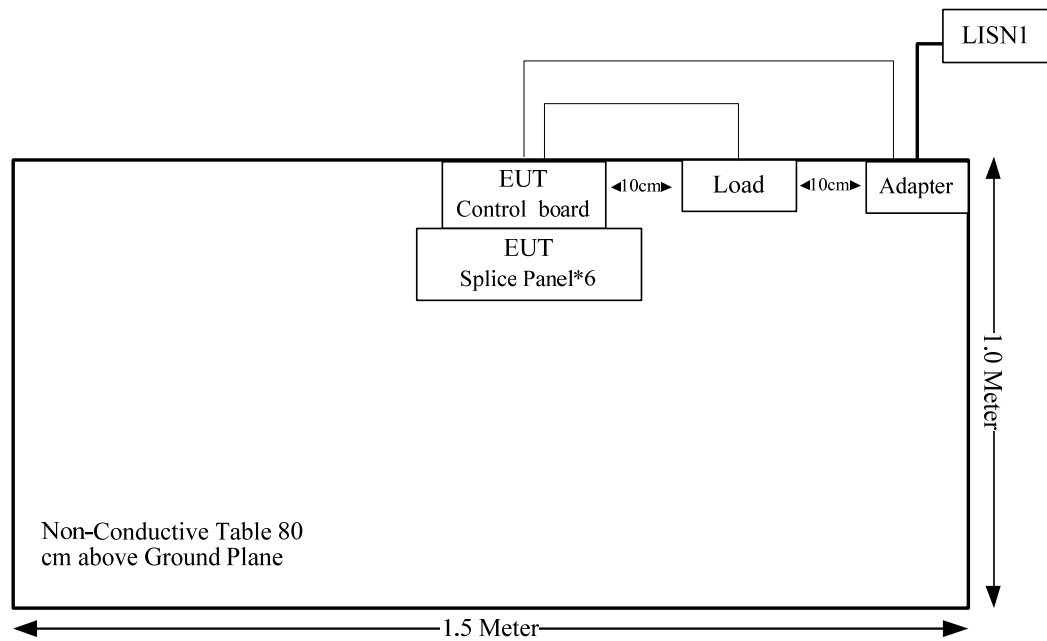 LISN1
EUT
Control board
10cm
Load
10cm
Adapter
EUT
Splice Panel*6
1.0 Meter
Non-Conductive Table 80
cm above Ground Plane
1.5 Meter